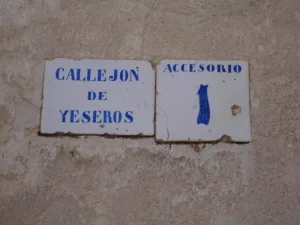 CALLEJON
DE
YESEROS
ACCESORIO
1